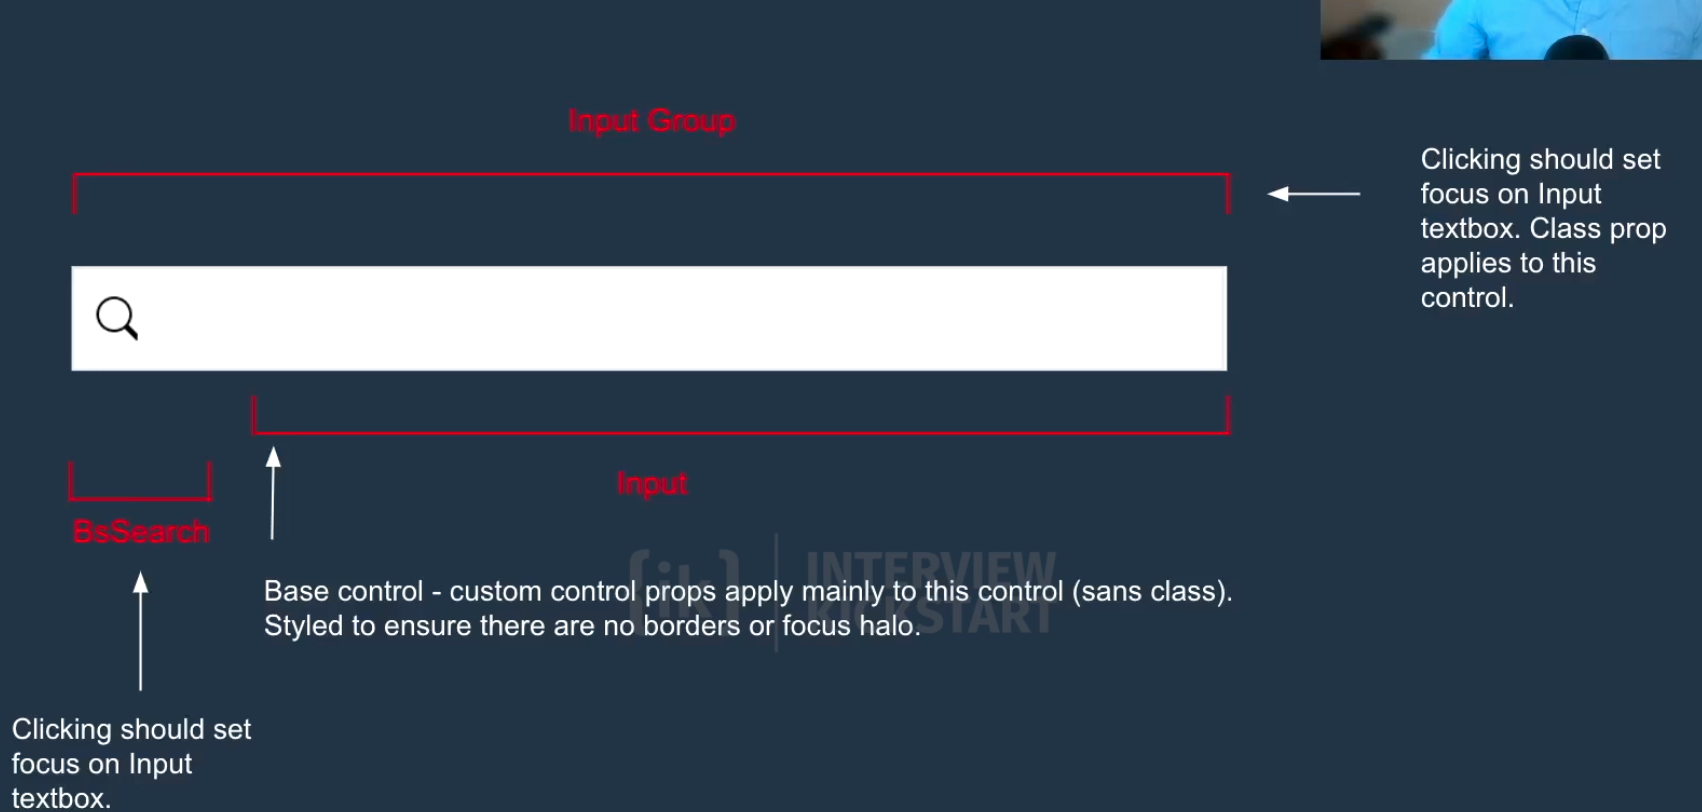 Input Group
Clicking should set
focus on Input
textbox. Class prop
applies to this
control.
Input
BsSearch
{ik} INTERVIEW
KICKSTART
Base control - custom control props apply mainly to this control (sans class).
Styled to ensure there are no borders or focus halo.
Clicking should set
focus on Input
textbox.